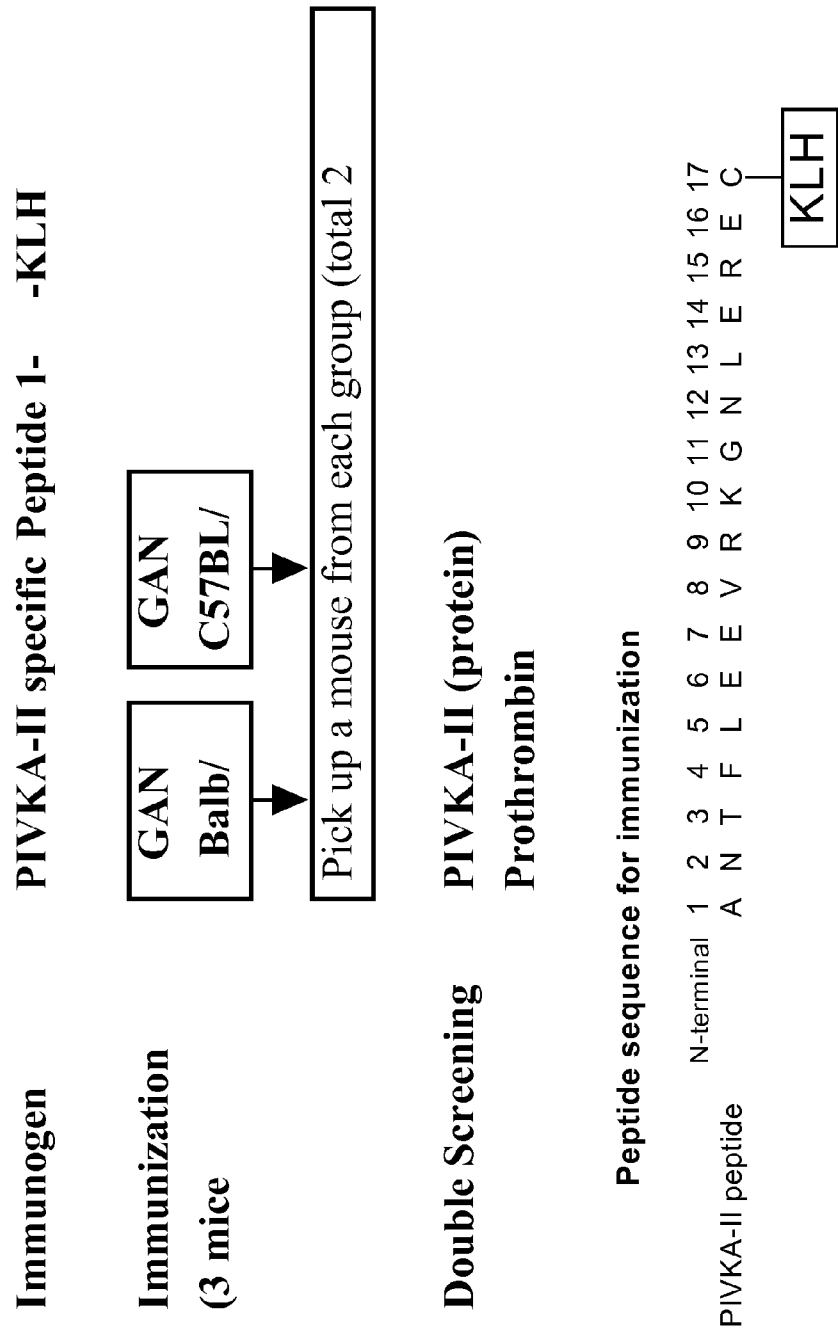 Immunogen PIVKA-II specific Peptide 1- -KLH
Immunization
(3 mice
GAN
Balb/
GAN
C57BL/
Pick up a mouse from each group (total 2
Double Screening PIVKA-II (protein)
Prothrombin
Peptide sequence for immunization
N-terminal 1 2 3 4 5 6 7 8 9 10 11 12 13 14 15 16 17
PIVKA-II peptide A N T F L E E V R K G N L E R E C
KLH